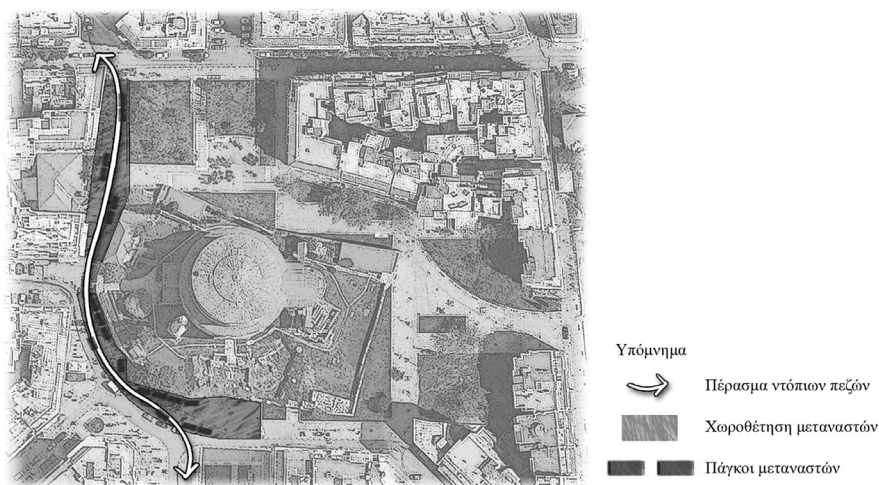 Υπόμνημα
Πέρασμα ντόπιων πεζών
Χωροθέτηση μεταναστών
Πάγκοι μεταναστών